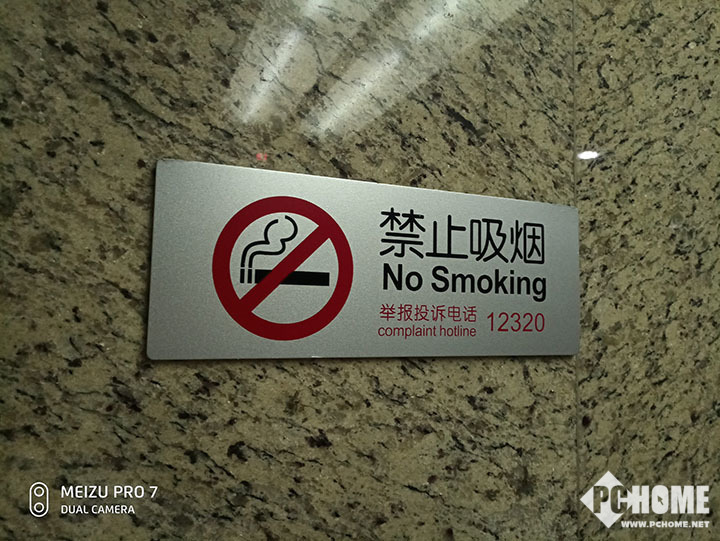 禁止吸烟
No Smoking
举报投诉电话
complaint hotline 12320
MEIZU PRO 7
DUAL CAMERA
PCHOME
WWW.PCHOME.NET